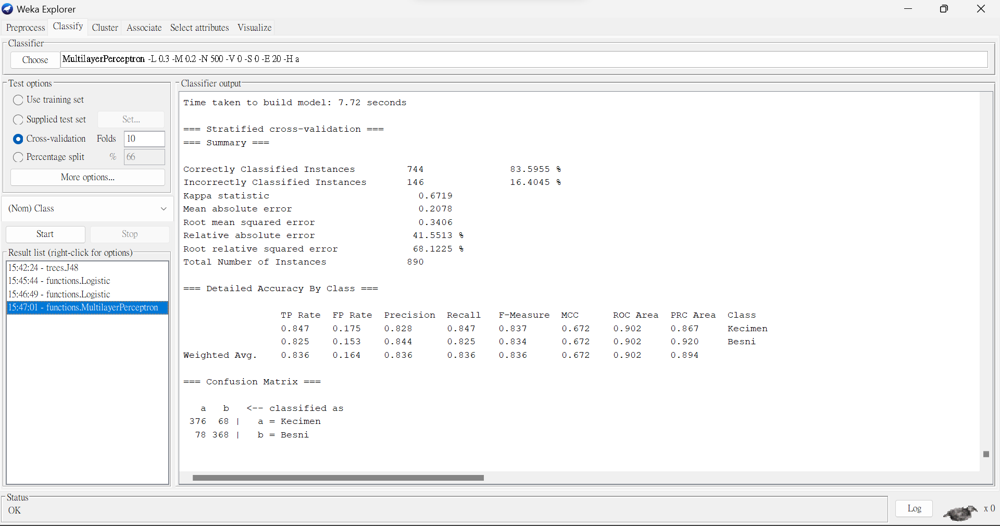 Weka Explorer
Preprocess Classify Cluster Associate Select attributes Visualize
Classifier
Choose MultilayerPerceptron -L 0.3 -M 0.2 -N 500 -V 0 -S 0 -E 20 -H a
Test options
Use training set
Supplied test set Set...
Cross-validation Folds 10
Percentage split % 66
More options...
(Nom) Class
Start Stop
Result list (right-click for options)
15:42:24 - trees.J48
15:45:44 - functions.Logistic
15:46:49 - functions.Logistic
15:47:01 - functions.MultilayerPerceptron
Classifier output
Time taken to build model: 7.72 seconds
=== Stratified cross-validation ===
=== Summary ===
Correctly Classified Instances 744 83.5955 %
Incorrectly Classified Instances 146 16.4045 %
Kappa statistic 0.6719
Mean absolute error 0.2078
Root mean squared error 0.3406
Relative absolute error 41.5513 %
Root relative squared error 68.1225 %
Total Number of Instances 890
=== Detailed Accuracy By Class ===
TP Rate FP Rate Precision Recall F-Measure MCC ROC Area PRC Area Class
0.847 0.175 0.828 0.847 0.837 0.672 0.902 0.867 Kecimen
0.825 0.153 0.844 0.825 0.834 0.672 0.902 0.920 Besni
Weighted Avg. 0.836 0.164 0.836 0.836 0.836 0.672 0.902 0.894
=== Confusion Matrix ===
a b <-- classified as
376 68 | a = Kecimen
78 368 | b = Besni
Status
OK
Log x 0